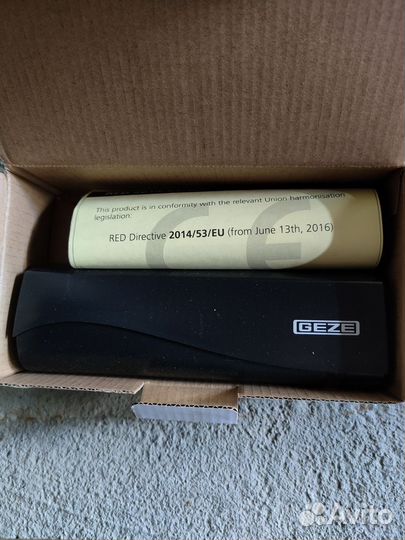 This product is in conformity with the relevant Union harmonisation
legislation:
RED Directive 2014/53/EU (from June 13th, 2016)
CE
GEZE
Avito